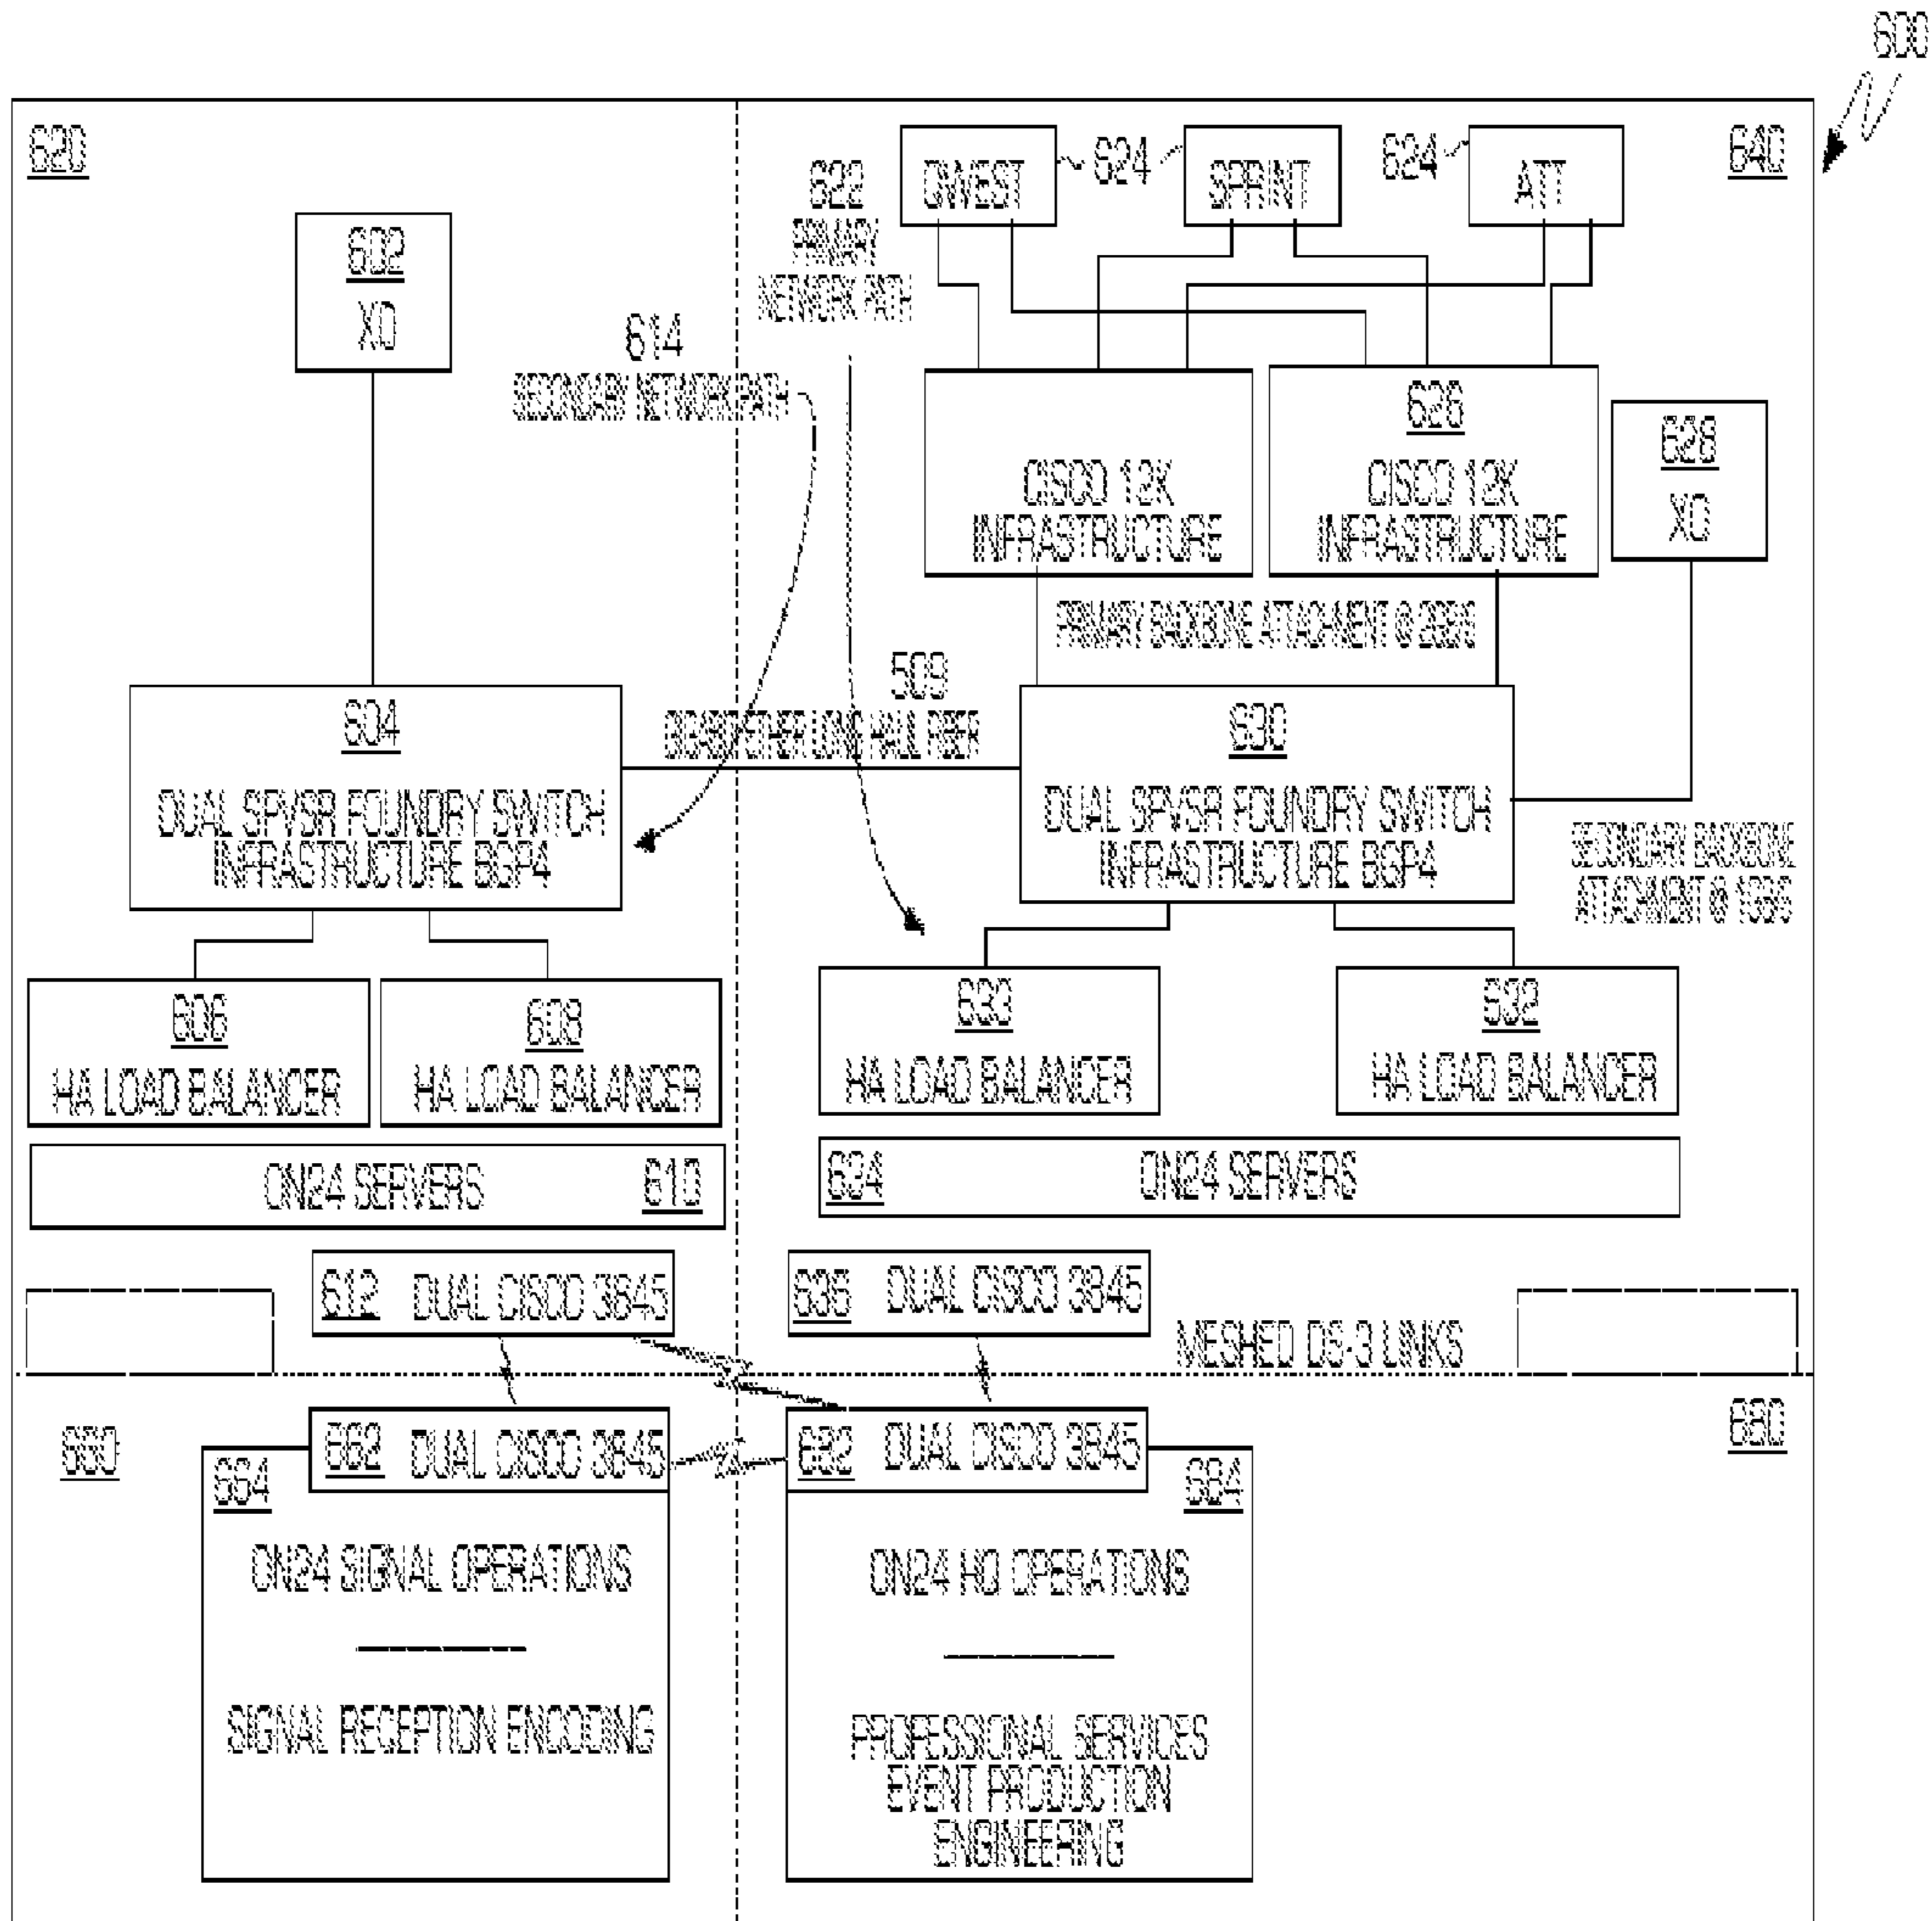 600
620
602
XO
614
SECONDARY NETWORK PATH
604
DUAL SPVSR FOUNDRY SWITCH
INFRASTRUCTURE BGP4
606
HA LOAD BALANCER
608
HA LOAD BALANCER
ON24 SERVERS
610
612 DUAL CISCO 3845
622
PRIMARY
NETWORK PATH
QWEST
624
SPRINT
624
ATT
640
CISCO 12K
INFRASTRUCTURE
626
CISCO 12K
INFRASTRUCTURE
628
XO
PRIMARY BACKBONE ATTACHMENT @
509
LONG HAUL FIBER
630
DUAL SPVSR FOUNDRY SWITCH
INFRASTRUCTURE BGP4
SECONDARY BACKBONE
ATTACHMENT @
633
HA LOAD BALANCER
632
HA LOAD BALANCER
634
ON24 SERVERS
636 DUAL CISCO 3845
MESHED DS-3 LINKS
660
662 DUAL CISCO 3845
664
ON24 SIGNAL OPERATIONS
SIGNAL RECEPTION ENCODING
680
682 DUAL CISCO 3845
684
ON24 HQ OPERATIONS
PROFESSIONAL SERVICES
EVENT PRODUCTION
ENGINEERING